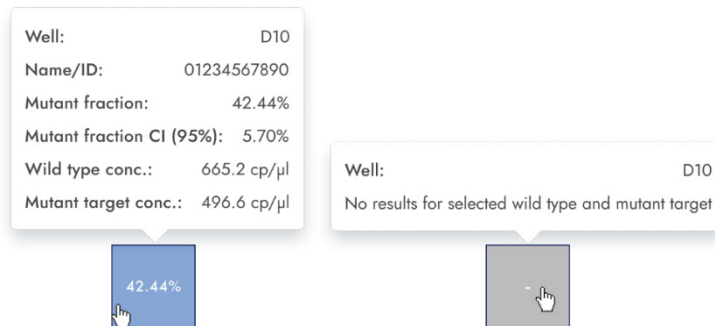 Well: D10
Name/ID: 01234567890
Mutant fraction: 42.44%
Mutant fraction CI (95%): 5.70%
Wild type conc.: 665.2 cp/µl
Mutant target conc.: 496.6 cp/µl
42.44%
Well: D10
No results for selected wild type and mutant target
-